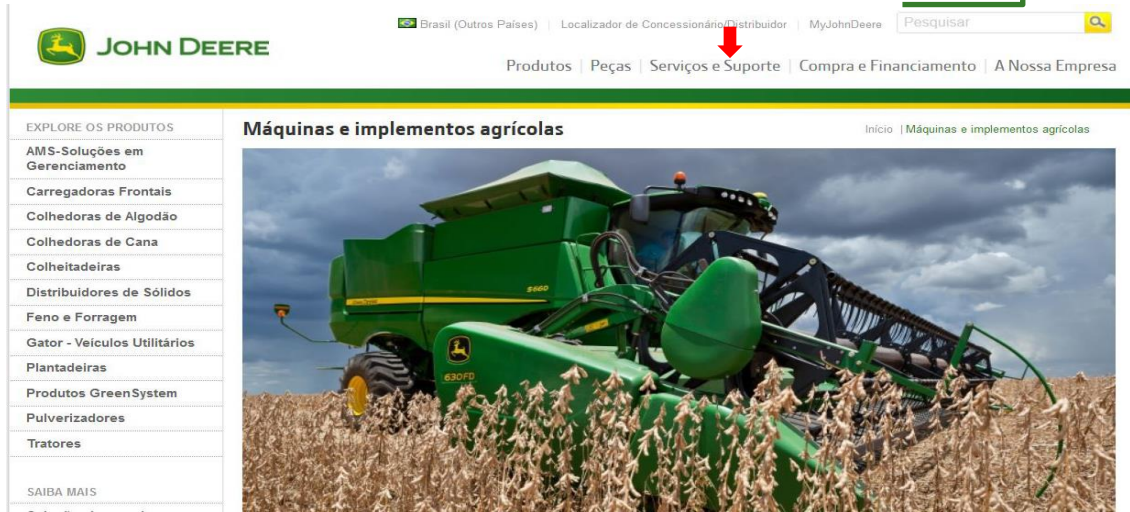 Brasil (Outros Países) | Localizador de Concessionário/Distribuidor | MyJohnDeere
Pesquisar
JOHN DEERE
Produtos | Peças | Serviços e Suporte | Compra e Financiamento | A Nossa Empresa
EXPLORE OS PRODUTOS
AMS-Soluções em
Gerenciamento
Carregadoras Frontais
Colhedoras de Algodão
Colhedoras de Cana
Colheitadeiras
Distribuidores de Sólidos
Feno e Forragem
Gator - Veículos Utilitários
Plantadeiras
Produtos GreenSystem
Pulverizadores
Tratores
SAIBA MAIS
Máquinas e implementos agrícolas
Início | Máquinas e implementos agrícolas
S660
630FD